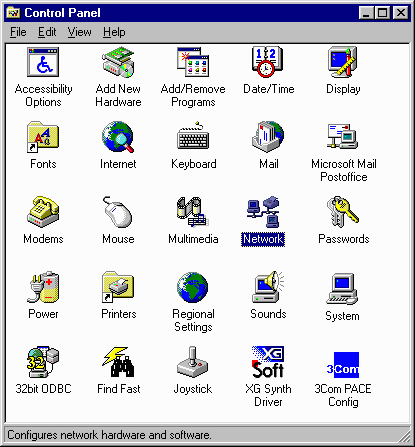 Control Panel
File Edit View Help
1 2
Accessibility Options
Add New Hardware
Add/Remove Programs
Date/Time
Display
Fonts
Internet
Keyboard
Mail
Microsoft Mail Postoffice
Modems
Mouse
Multimedia
Network
Passwords
Power
Printers
Regional Settings
Sounds
System
32
32bit ODBC
Find Fast
Joystick
XG
Soft
XG Synth Driver
3Com
3Com PACE Config
Configures network hardware and software.